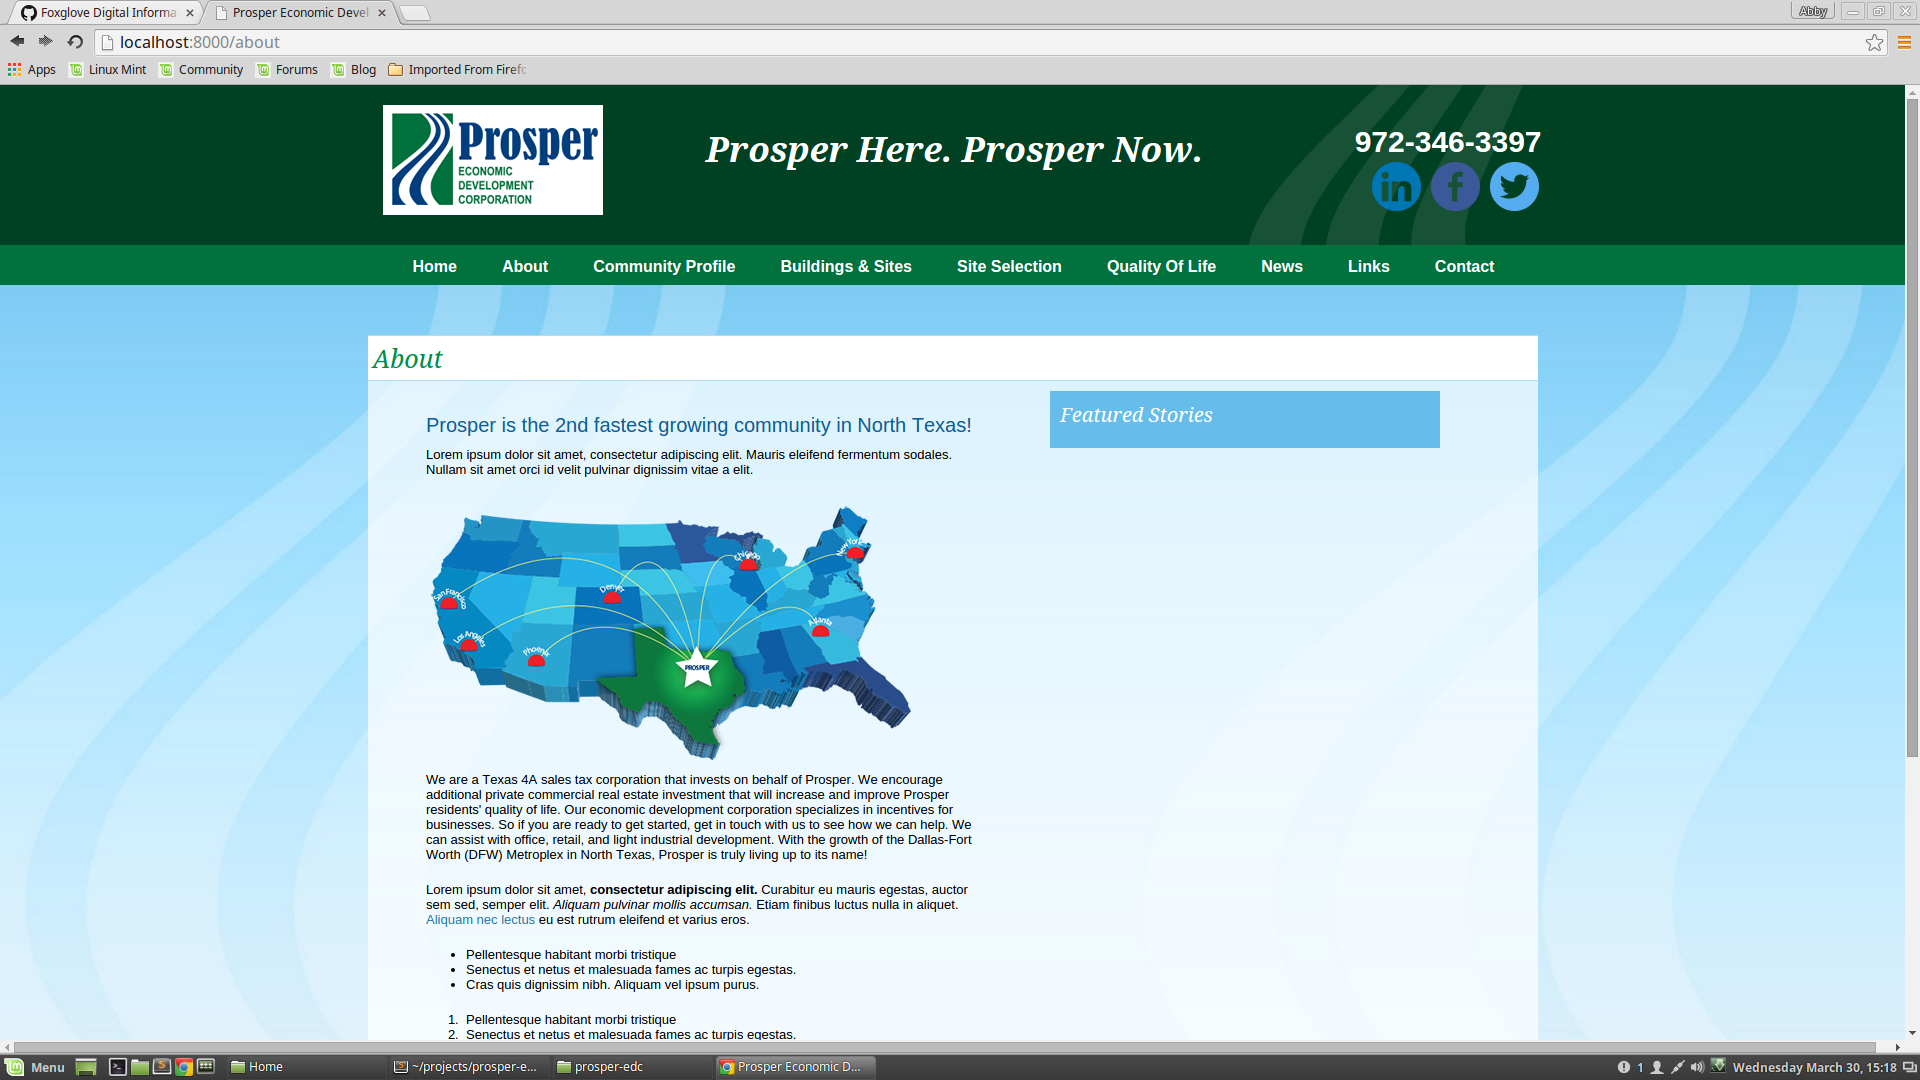 Foxglove Digital Informa
Prosper Economic Devel
Abby
localhost:8000/about
Apps
Linux Mint
Community
Forums
Blog
Imported From Firefo
Prosper
ECONOMIC
DEVELOPMENT
CORPORATION
Prosper Here. Prosper Now.
972-346-3397
in
f
Home
About
Community Profile
Buildings & Sites
Site Selection
Quality Of Life
News
Links
Contact
About
Prosper is the 2nd fastest growing community in North Texas!
Lorem ipsum dolor sit amet, consectetur adipiscing elit. Mauris eleifend fermentum sodales.
Nullam sit amet orci id velit pulvinar dignissim vitae a elit.
San Francisco
Los Angeles
Phoenix
Denver
Chicago
New York
Atlanta
PROSPER
We are a Texas 4A sales tax corporation that invests on behalf of Prosper. We encourage
additional private commercial real estate investment that will increase and improve Prosper
residents' quality of life. Our economic development corporation specializes in incentives for
businesses. So if you are ready to get started, get in touch with us to see how we can help. We
can assist with office, retail, and light industrial development. With the growth of the Dallas-Fort
Worth (DFW) Metroplex in North Texas, Prosper is truly living up to its name!
Lorem ipsum dolor sit amet, consectetur adipiscing elit. Curabitur eu mauris egestas, auctor
sem sed, semper elit. Aliquam pulvinar mollis accumsan. Etiam finibus luctus nulla in aliquet.
Aliquam nec lectus eu est rutrum eleifend et varius eros.
• Pellentesque habitant morbi tristique
• Senectus et netus et malesuada fames ac turpis egestas.
• Cras quis dignissim nibh. Aliquam vel ipsum purus.
1. Pellentesque habitant morbi tristique
2. Senectus et netus et malesuada fames ac turpis egestas.
Featured Stories
Menu
Home
~/projects/prosper-e...
prosper-edc
Prosper Economic D...
1
Wednesday March 30, 15:18